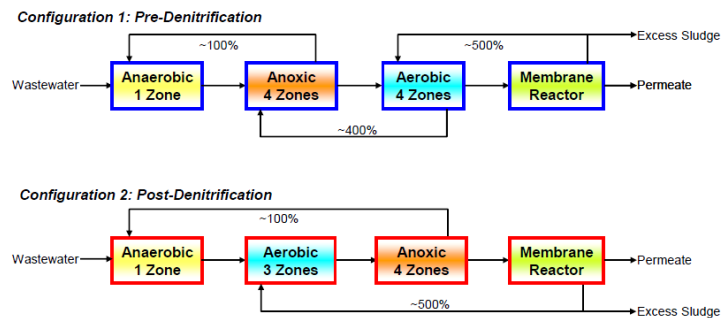 Configuration 1: Pre-Denitrification
Excess Sludge
~100%
~500%
Wastewater
Anaerobic
1 Zone
Anoxic
4 Zones
Aerobic
4 Zones
Membrane
Reactor
Permeate
~400%
Configuration 2: Post-Denitrification
~100%
Wastewater
Anaerobic
1 Zone
Aerobic
3 Zones
Anoxic
4 Zones
Membrane
Reactor
Permeate
~500%
Excess Sludge